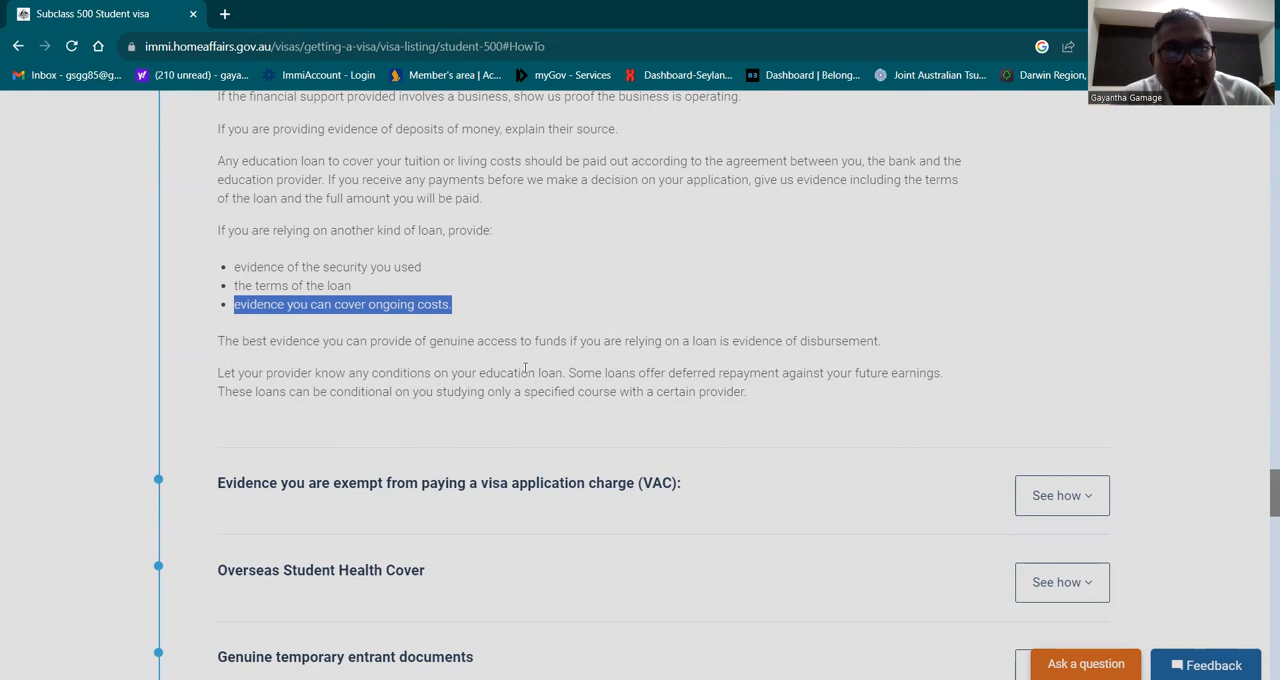 Subclass 500 Student visa
immi.homeaffairs.gov.au/visas/getting-a-visa/visa-listing/student-500#HowTo
Inbox - gsgg85@g... (210 unread) - gaya... ImmiAccount - Login Member's area | Ac... myGov - Services Dashboard-Seylan... Dashboard | Belong... Joint Australian Tsu... Darwin Region,
Gayantha Gamage
If the financial support provided involves a business, show us proof the business is operating.
If you are providing evidence of deposits of money, explain their source.
Any education loan to cover your tuition or living costs should be paid out according to the agreement between you, the bank and the
education provider. If you receive any payments before we make a decision on your application, give us evidence including the terms
of the loan and the full amount you will be paid.
If you are relying on another kind of loan, provide:
evidence of the security you used
the terms of the loan
evidence you can cover ongoing costs.
The best evidence you can provide of genuine access to funds if you are relying on a loan is evidence of disbursement.
Let your provider know any conditions on your education loan. Some loans offer deferred repayment against your future earnings.
These loans can be conditional on you studying only a specified course with a certain provider.
Evidence you are exempt from paying a visa application charge (VAC):
See how
Overseas Student Health Cover
See how
Genuine temporary entrant documents
Ask a question
Feedback